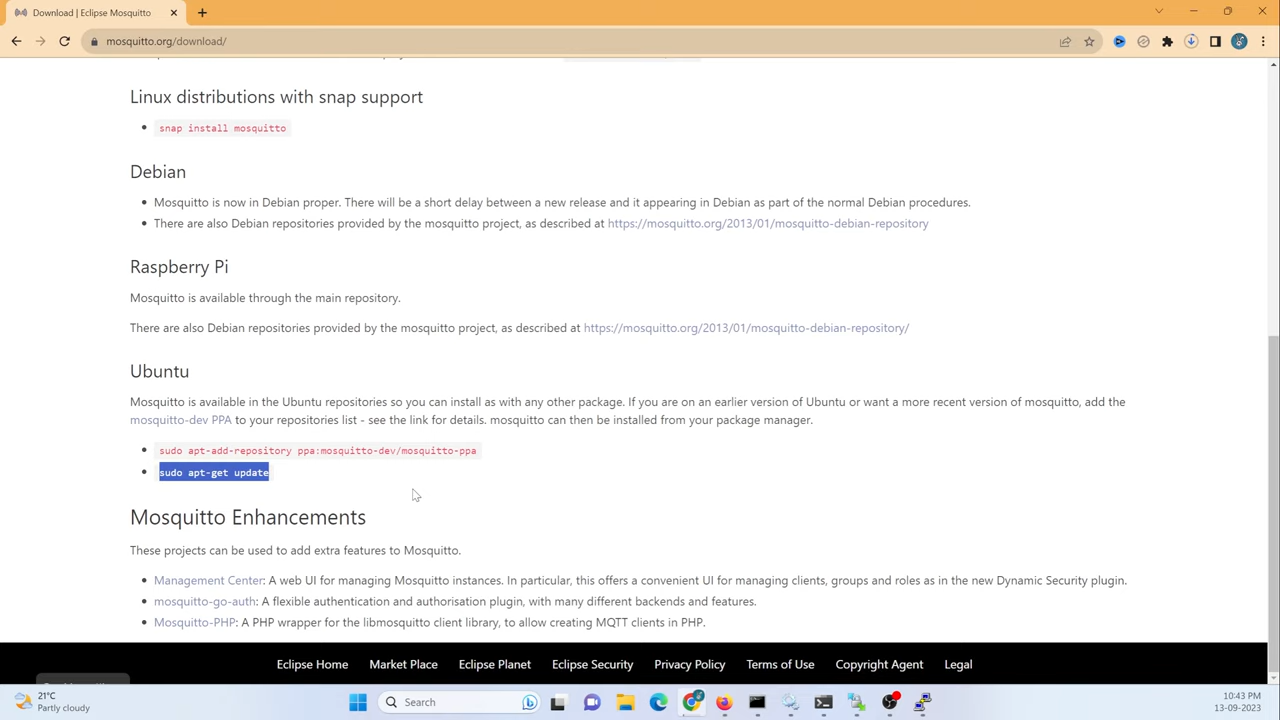 Download | Eclipse Mosquitto
mosquitto.org/download/
Linux distributions with snap support
snap install mosquitto
Debian
Mosquitto is now in Debian proper. There will be a short delay between a new release and it appearing in Debian as part of the normal Debian procedures.
There are also Debian repositories provided by the mosquitto project, as described at https://mosquitto.org/2013/01/mosquitto-debian-repository
Raspberry Pi
Mosquitto is available through the main repository.
There are also Debian repositories provided by the mosquitto project, as described at https://mosquitto.org/2013/01/mosquitto-debian-repository/
Ubuntu
Mosquitto is available in the Ubuntu repositories so you can install as with any other package. If you are on an earlier version of Ubuntu or want a more recent version of mosquitto, add the
mosquitto-dev PPA to your repositories list - see the link for details. mosquitto can then be installed from your package manager.
sudo apt-add-repository ppa:mosquitto-dev/mosquitto-ppa
sudo apt-get update
Mosquitto Enhancements
These projects can be used to add extra features to Mosquitto.
Management Center: A web UI for managing Mosquitto instances. In particular, this offers a convenient UI for managing clients, groups and roles as in the new Dynamic Security plugin.
mosquitto-go-auth: A flexible authentication and authorisation plugin, with many different backends and features.
Mosquitto-PHP: A PHP wrapper for the libmosquitto client library, to allow creating MQTT clients in PHP.
Eclipse Home Market Place Eclipse Planet Eclipse Security Privacy Policy Terms of Use Copyright Agent Legal
21°C
Partly cloudy
Search
10:43 PM
13-09-2023